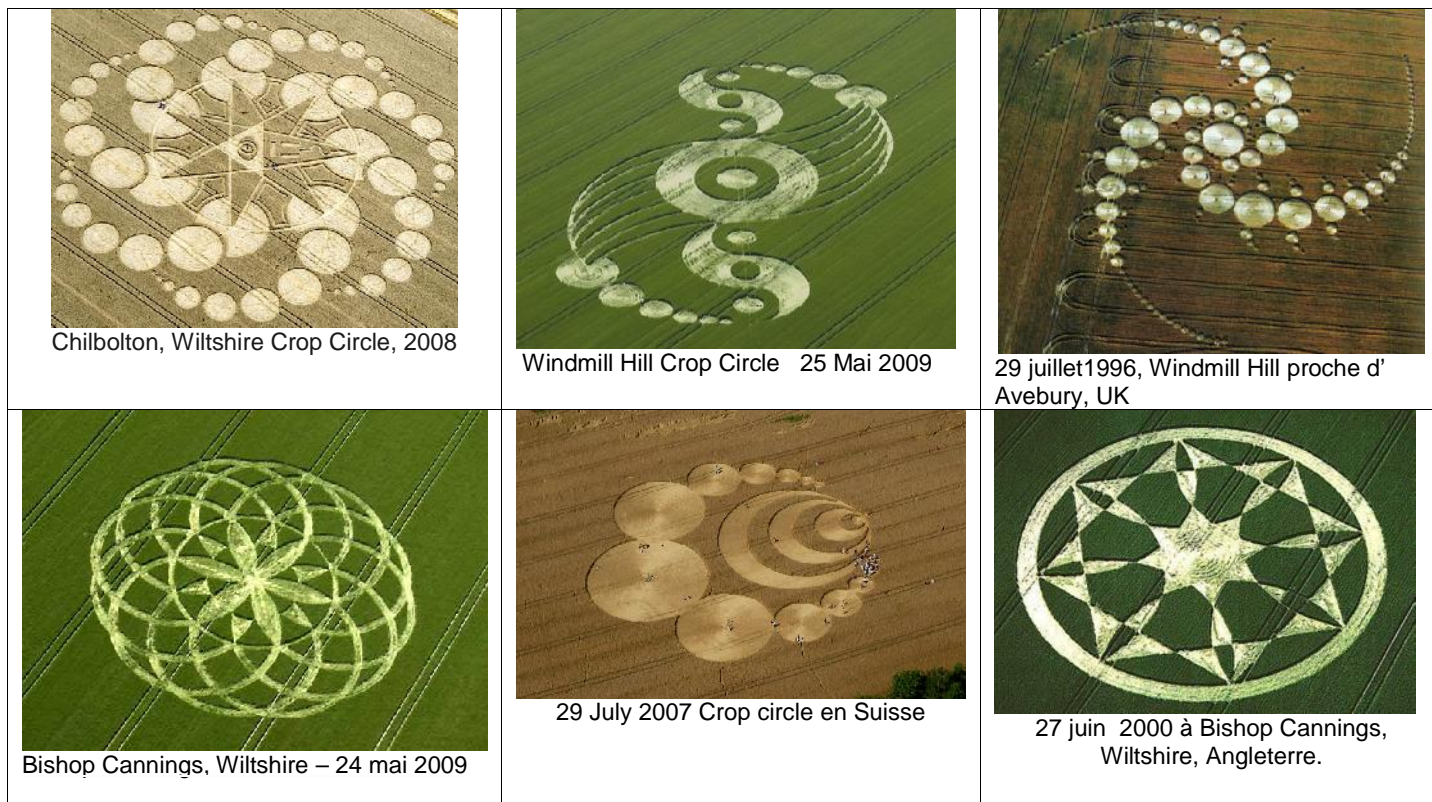 Chilbolton, Wiltshire Crop Circle, 2008
Windmill Hill Crop Circle   25 Mai 2009
29 juillet1996, Windmill Hill proche d’
Avebury, UK
Bishop Cannings, Wiltshire – 24 mai 2009
29 July 2007 Crop circle en Suisse
27 juin  2000 à Bishop Cannings,
Wiltshire, Angleterre.